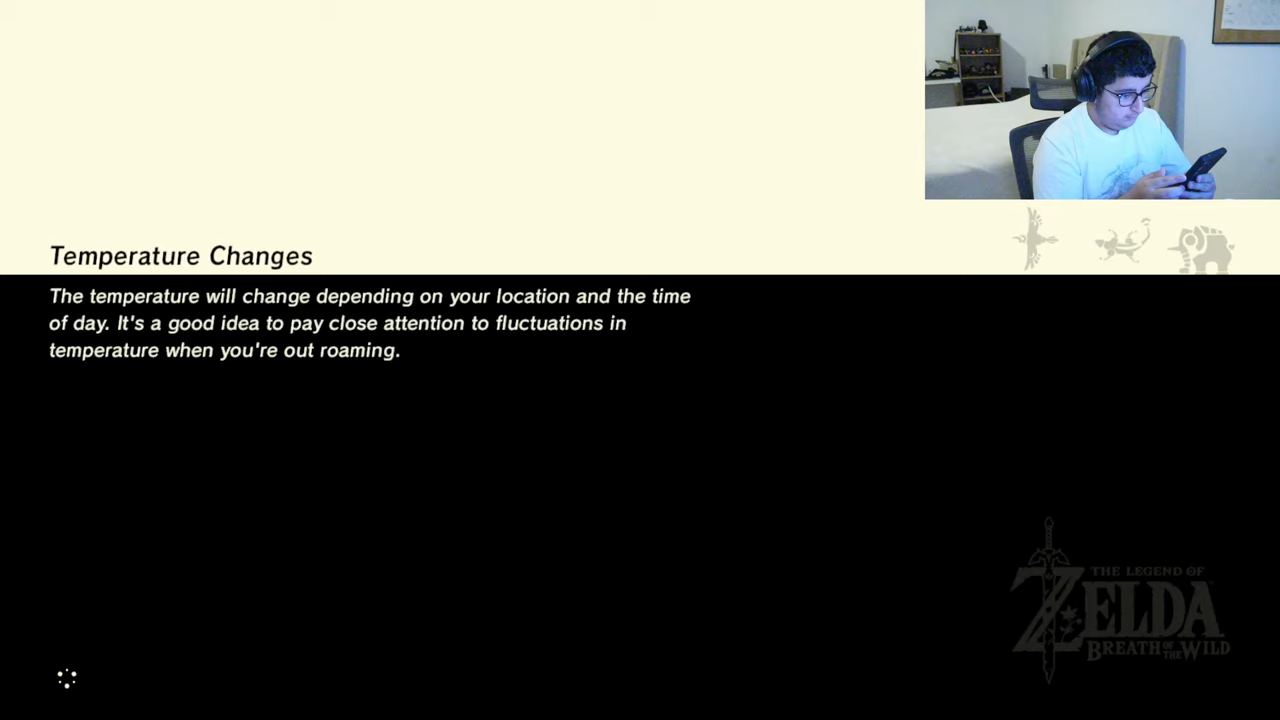 Temperature Changes
The temperature will change depending on your location and the time
of day. It's a good idea to pay close attention to fluctuations in
temperature when you're out roaming.
THE LEGEND OF
ZELDA
BREATH OF THE WILD